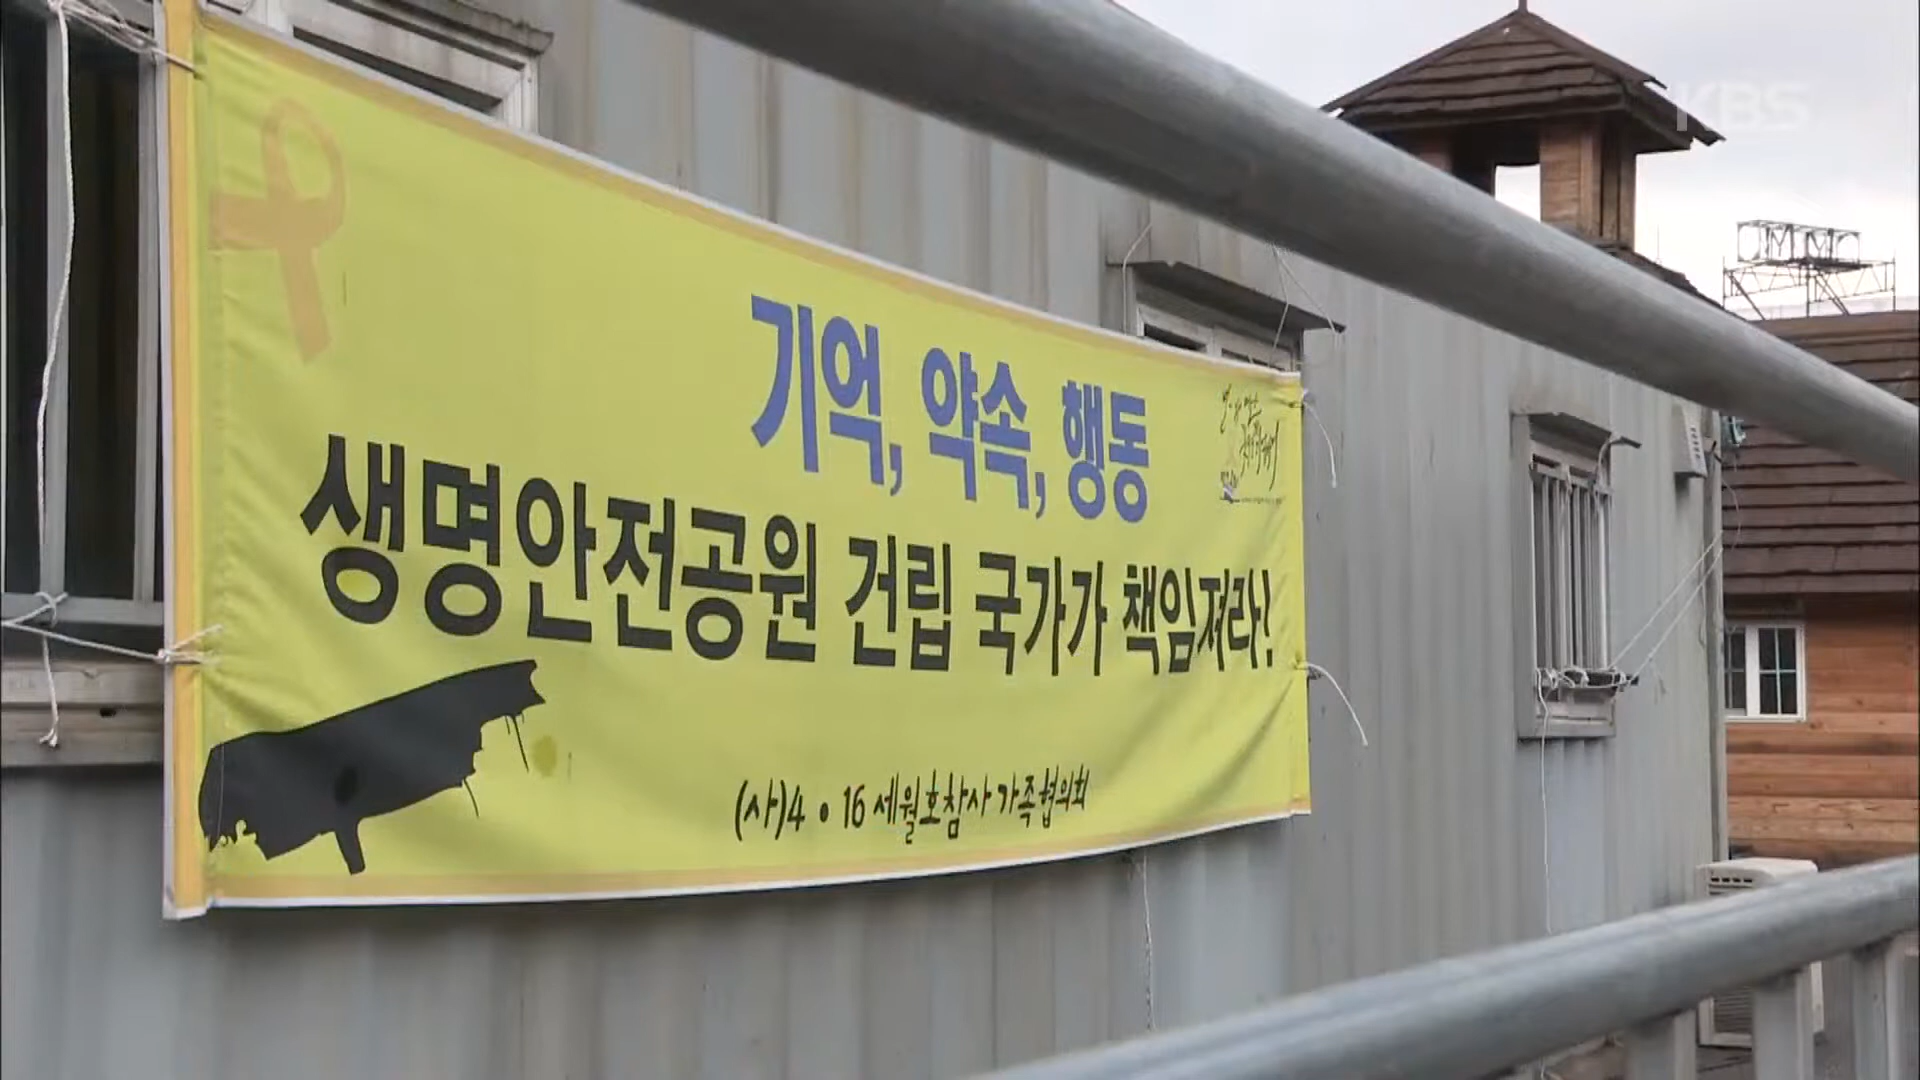 KBS
기억, 약속, 행동
생명안전공원 건립 국가가 책임져라!
(사)4 • 16 세월호참사 가족협의회